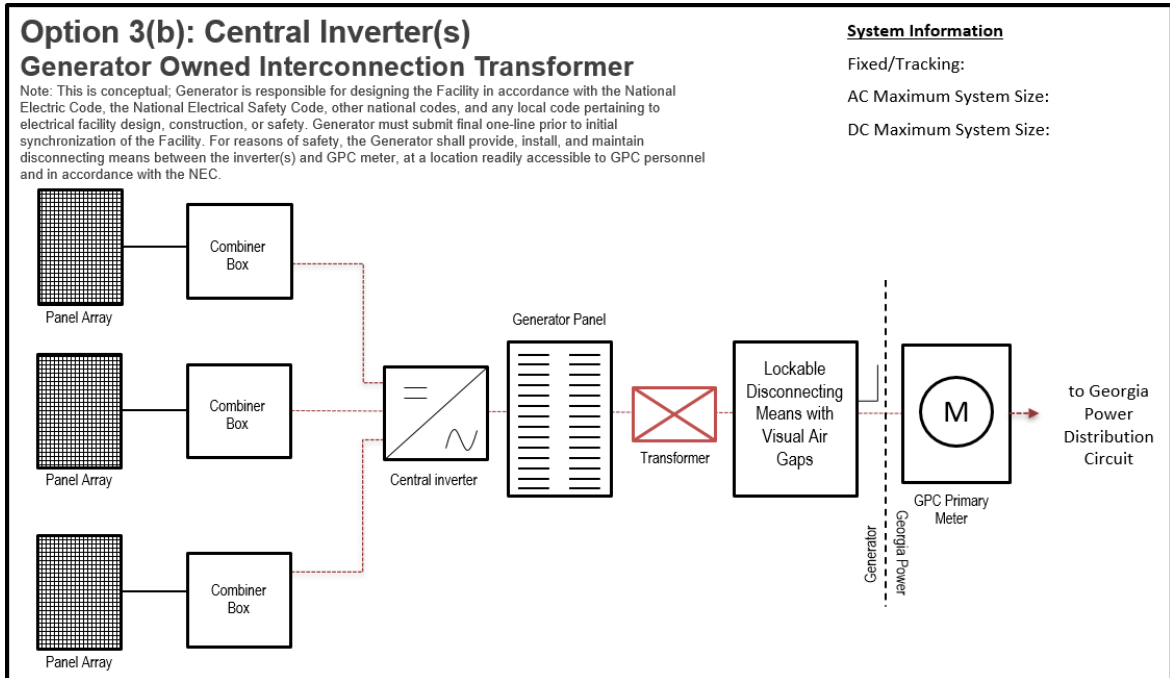 Option 3(b): Central Inverter(s)
Generator Owned Interconnection Transformer
Note: This is conceptual; Generator is responsible for designing the Facility in accordance with the National
Electric Code, the National Electrical Safety Code, other national codes, and any local code pertaining to
electrical facility design, construction, or safety. Generator must submit final one-line prior to initial
synchronization of the Facility. For reasons of safety, the Generator shall provide, install, and maintain
disconnecting means between the inverter(s) and GPC meter, at a location readily accessible to GPC personnel
and in accordance with the NEC.
System Information
Fixed/Tracking:
AC Maximum System Size:
DC Maximum System Size:
Combiner
Box
Panel Array
Combiner
Box
Panel Array
Combiner
Box
Panel Array
Central inverter
Generator Panel
Transformer
Lockable
Disconnecting
Means with
Visual Air
Gaps
Generator
Georgia Power
M
GPC Primary
Meter
to Georgia
Power
Distribution
Circuit